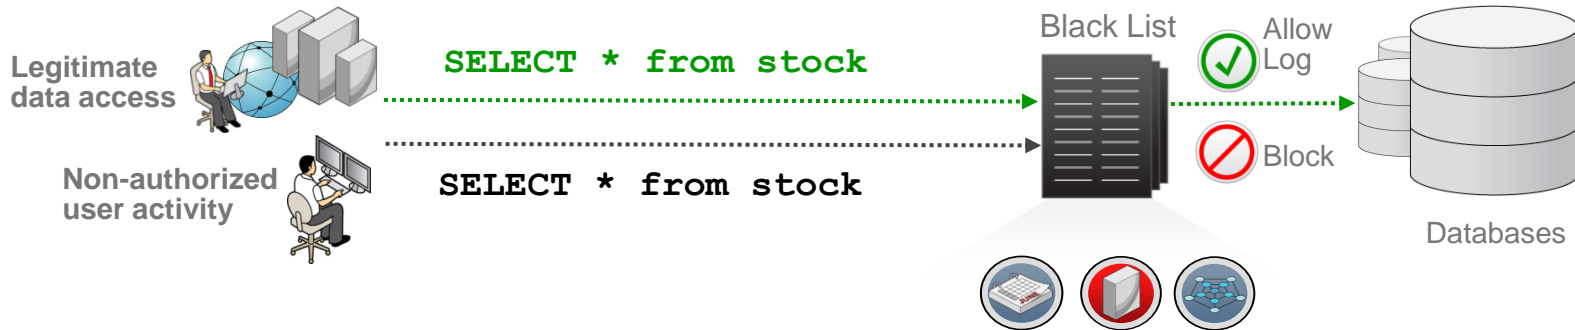 Legitimate
data access
SELECT * from stock
Black List
Allow
Log
Non-authorized
user activity
SELECT * from stock
Block
Databases
JUNE